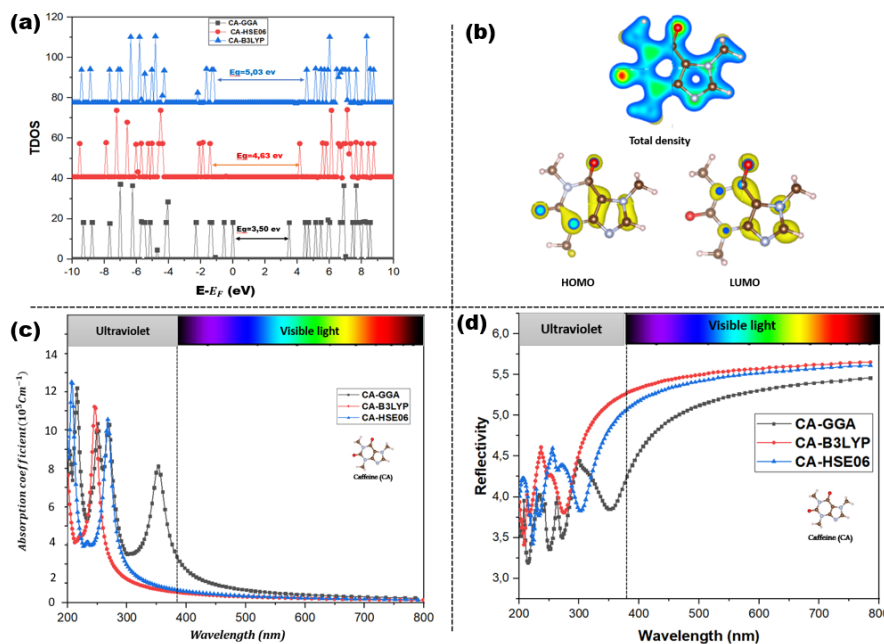 (a)
CA-GGA
CA-HSE06
CA-B3LYP
Eg=5,03 ev
Eg=4,63 ev
Eg=3,50 ev
TDOS
120
100
80
60
40
20
0
-10 -8 -6 -4 -2 0 2 4 6 8 10
E-E_F (eV)
(b)
Total density
HOMO
LUMO
(c)
Ultraviolet
Visible light
CA-GGA
CA-B3LYP
CA-HSE06
Caffeine (CA)
Absorption coefficient(10⁵Cm⁻¹)
14
12
10
8
6
4
2
0
200 300 400 500 600 700 800
Wavelength (nm)
(d)
Ultraviolet
Visible light
CA-GGA
CA-B3LYP
CA-HSE06
Caffeine (CA)
Reflectivity
6,0
5,5
5,0
4,5
4,0
3,5
3,0
200 300 400 500 600 700 800
Wavelength (nm)